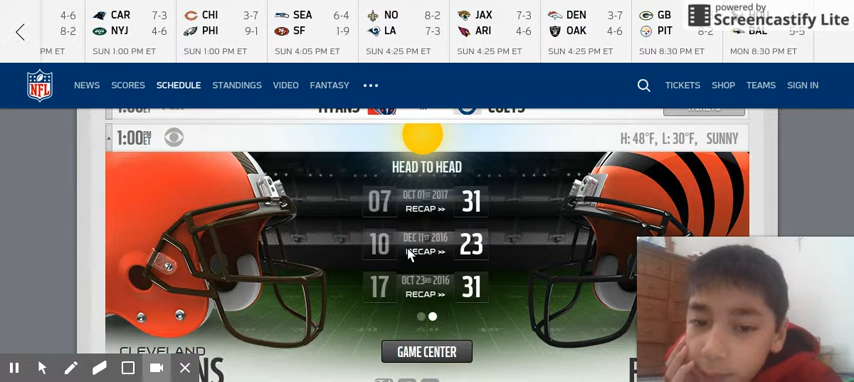 4-6 CAR 7-3 CHI 3-7 SEA 6-4 NO 8-2 JAX 7-3 DEN 3-7 GB
8-2 NYJ 4-6 PHI 9-1 SF 1-9 LA 7-3 ARI 4-6 OAK 4-6 PIT 8-2 BAL 5-5
PM ET SUN 1:00 PM ET SUN 1:00 PM ET SUN 4:05 PM ET SUN 4:25 PM ET SUN 4:25 PM ET SUN 4:25 PM ET SUN 8:30 PM ET MON 8:30 PM ET
powered by
Screencastify Lite
NFL NEWS SCORES SCHEDULE STANDINGS VIDEO FANTASY ••• TICKETS SHOP TEAMS SIGN IN
TITANS COLTS
1:00 PM ET H: 48°F, L: 30°F, SUNNY
HEAD TO HEAD
07 OCT 01ST 2017 31
RECAP >>
10 DEC 11ST 2016 23
RECAP >>
17 OCT 23RD 2016 31
RECAP >>
GAME CENTER
CLEVELAND